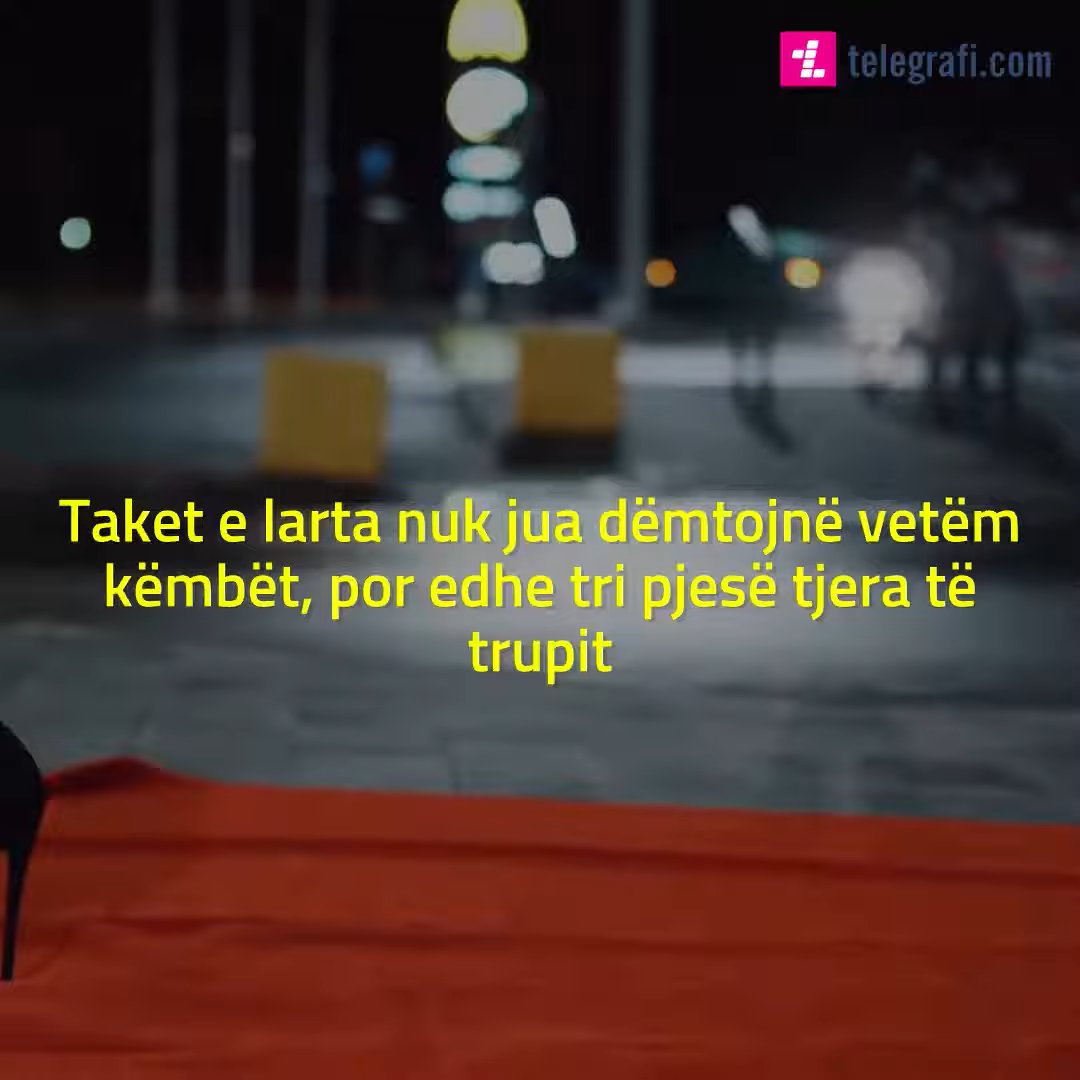 telegrafi.com
Taket e larta nuk jua dëmtojnë vetëm
këmbët, por edhe tri pjesë tjera të
trupit